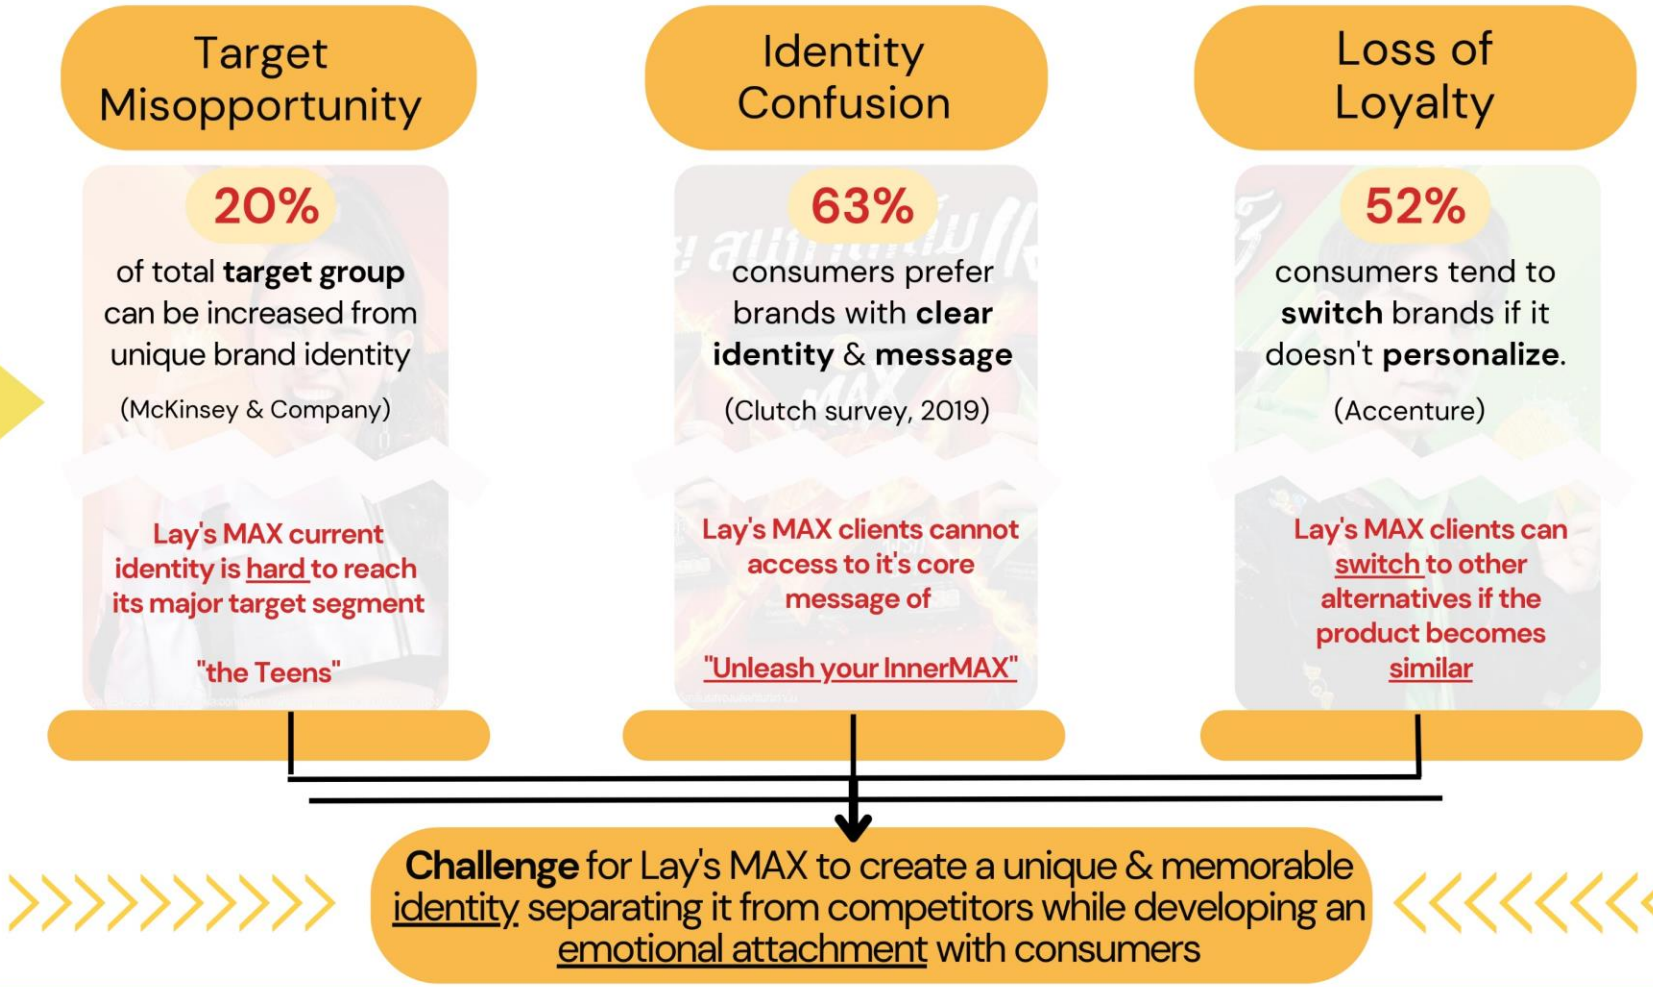 Target
Misopportunity
20%
of total target group
can be increased from
unique brand identity
(McKinsey & Company)
Lay's MAX current
identity is hard to reach
its major target segment
"the Teens"
Identity
Confusion
63%
consumers prefer
brands with clear
identity & message
(Clutch survey, 2019)
MAX
Lay's MAX clients cannot
access to it's core
message of
"Unleash your InnerMAX"
Loss of
Loyalty
52%
consumers tend to
switch brands if it
doesn't personalize.
(Accenture)
Lay's MAX clients can
switch to other
alternatives if the
product becomes
similar
Challenge for Lay's MAX to create a unique & memorable
identity separating it from competitors while developing an
emotional attachment with consumers